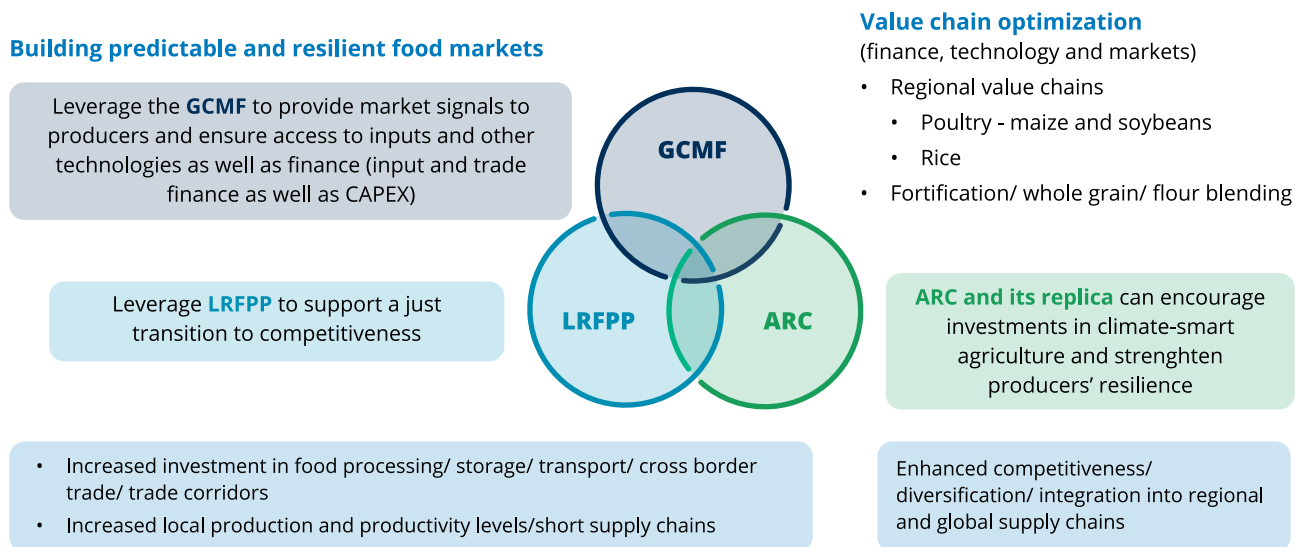 Building predictable and resilient food markets
Leverage the GCMF to provide market signals to
producers and ensure access to inputs and other
technologies as well as finance (input and trade
finance as well as CAPEX)
Leverage LRFPP to support a just
transition to competitiveness
GCMF
LRFPP
ARC
Value chain optimization
(finance, technology and markets)
• Regional value chains
• Poultry - maize and soybeans
• Rice
• Fortification/ whole grain/ flour blending
ARC and its replica can encourage
investments in climate-smart
agriculture and strenghten
producers’ resilience
• Increased investment in food processing/ storage/ transport/ cross border
trade/ trade corridors
• Increased local production and productivity levels/short supply chains
Enhanced competitiveness/
diversification/ integration into regional
and global supply chains